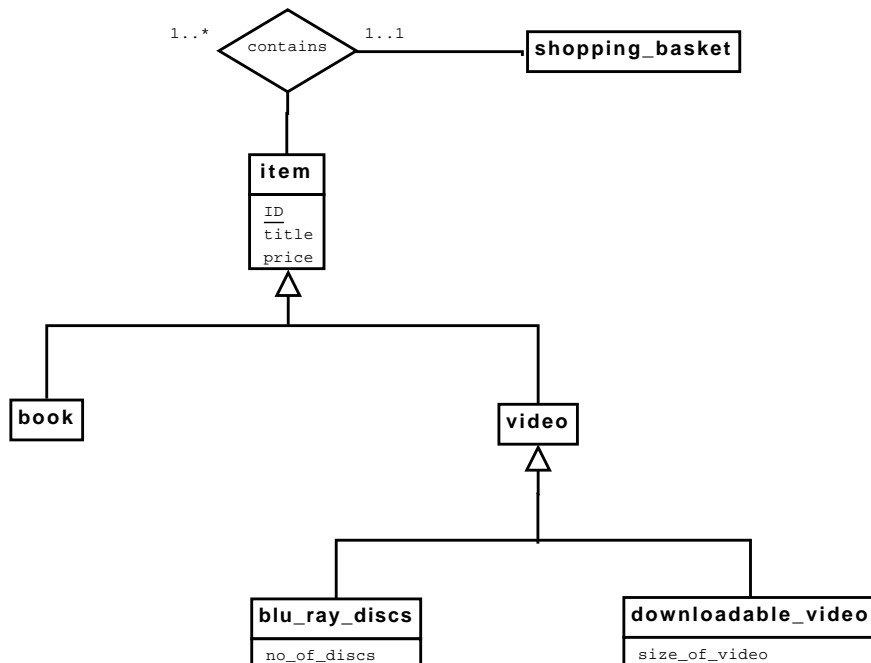 1..*
contains
1..1
shopping_basket
item
ID
title
price
book
video
blu_ray_discs
no_of_discs
downloadable_video
size_of_video